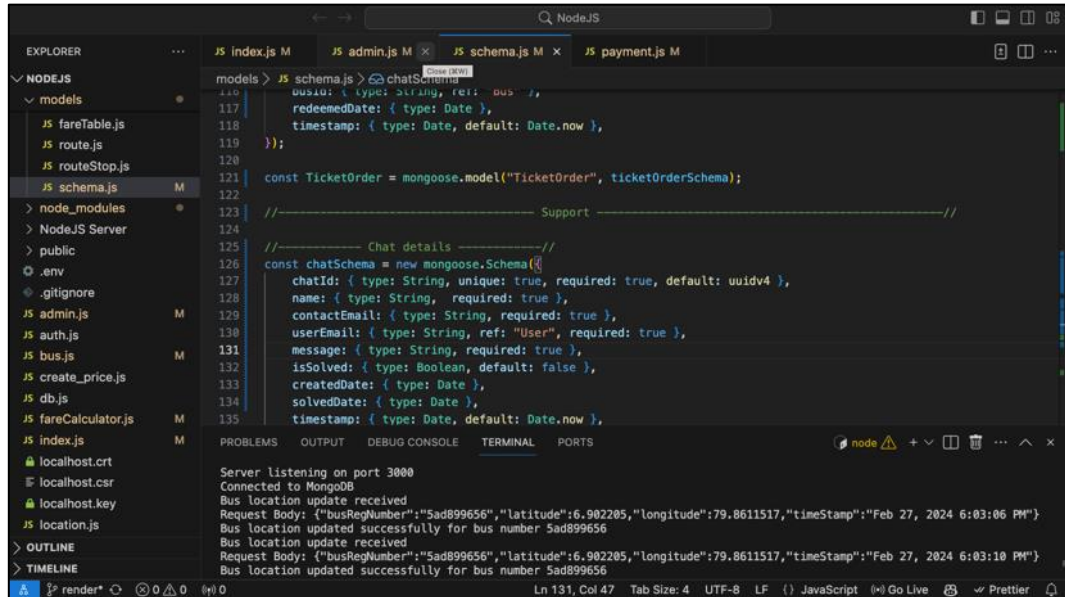 NodeJS
EXPLORER
NODEJS
models
JS fareTable.js
JS route.js
JS routeStop.js
JS schema.js M
node_modules
NodeJS Server
public
.env
.gitignore
JS admin.js M
JS auth.js
JS bus.js M
JS create_price.js
JS db.js
JS fareCalculator.js M
JS index.js M
localhost.crt
localhost.csr
localhost.key
JS location.js
OUTLINE
TIMELINE
JS index.js M JS admin.js M × JS schema.js M × JS payment.js M
Close (⌘W)
models > JS schema.js > chatSchema
116 busId: { type: String, ref: "Bus" },
117 redeemedDate: { type: Date },
118 timestamp: { type: Date, default: Date.now },
119 });
120
121 const TicketOrder = mongoose.model("TicketOrder", ticketOrderSchema);
122
123 //----------------------------------- Support -----------------------------------------------//
124
125 //------------ Chat details ------------//
126 const chatSchema = new mongoose.Schema({
127 chatId: { type: String, unique: true, required: true, default: uuidv4 },
128 name: { type: String, required: true },
129 contactEmail: { type: String, required: true },
130 userEmail: { type: String, ref: "User", required: true },
131 message: { type: String, required: true },
132 isSolved: { type: Boolean, default: false },
133 createdDate: { type: Date },
134 solvedDate: { type: Date },
135 timestamp: { type: Date, default: Date.now },
PROBLEMS OUTPUT DEBUG CONSOLE TERMINAL PORTS node
Server listening on port 3000
Connected to MongoDB
Bus location update received
Request Body: {"busRegNumber":"5ad899656","latitude":6.902205,"longitude":79.8611517,"timeStamp":"Feb 27, 2024 6:03:06 PM"}
Bus location updated successfully for bus number 5ad899656
Bus location update received
Request Body: {"busRegNumber":"5ad899656","latitude":6.902205,"longitude":79.8611517,"timeStamp":"Feb 27, 2024 6:03:10 PM"}
Bus location updated successfully for bus number 5ad899656
render* 0 0 0 Ln 131, Col 47 Tab Size: 4 UTF-8 LF {} JavaScript Go Live Prettier